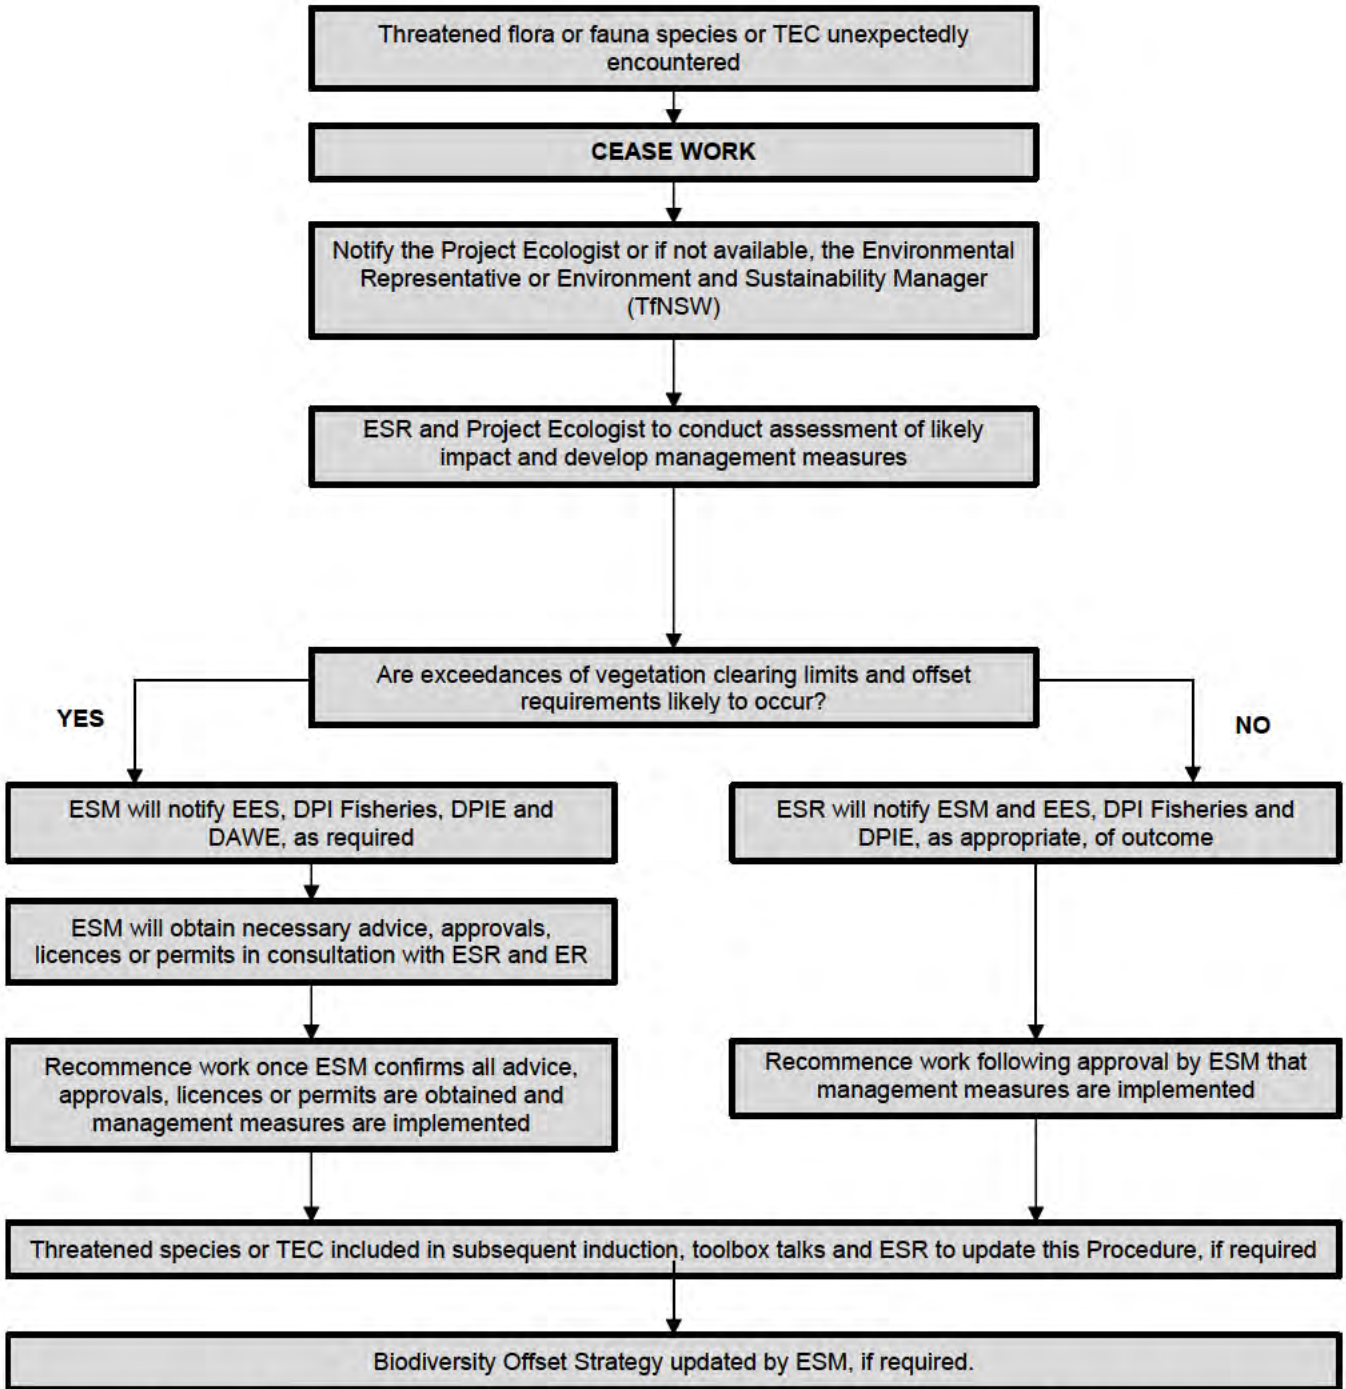 Threatened flora or fauna species or TEC unexpectedly
encountered
CEASE WORK
Notify the Project Ecologist or if not available, the Environmental
Representative or Environment and Sustainability Manager
(TfNSW)
ESR and Project Ecologist to conduct assessment of likely
impact and develop management measures
Are exceedances of vegetation clearing limits and offset
requirements likely to occur?
YES
NO
ESM will notify EES, DPI Fisheries, DPIE and
DAWE, as required
ESR will notify ESM and EES, DPI Fisheries and
DPIE, as appropriate, of outcome
ESM will obtain necessary advice, approvals,
licences or permits in consultation with ESR and ER
Recommence work once ESM confirms all advice,
approvals, licences or permits are obtained and
management measures are implemented
Recommence work following approval by ESM that
management measures are implemented
Threatened species or TEC included in subsequent induction, toolbox talks and ESR to update this Procedure, if required
Biodiversity Offset Strategy updated by ESM, if required.